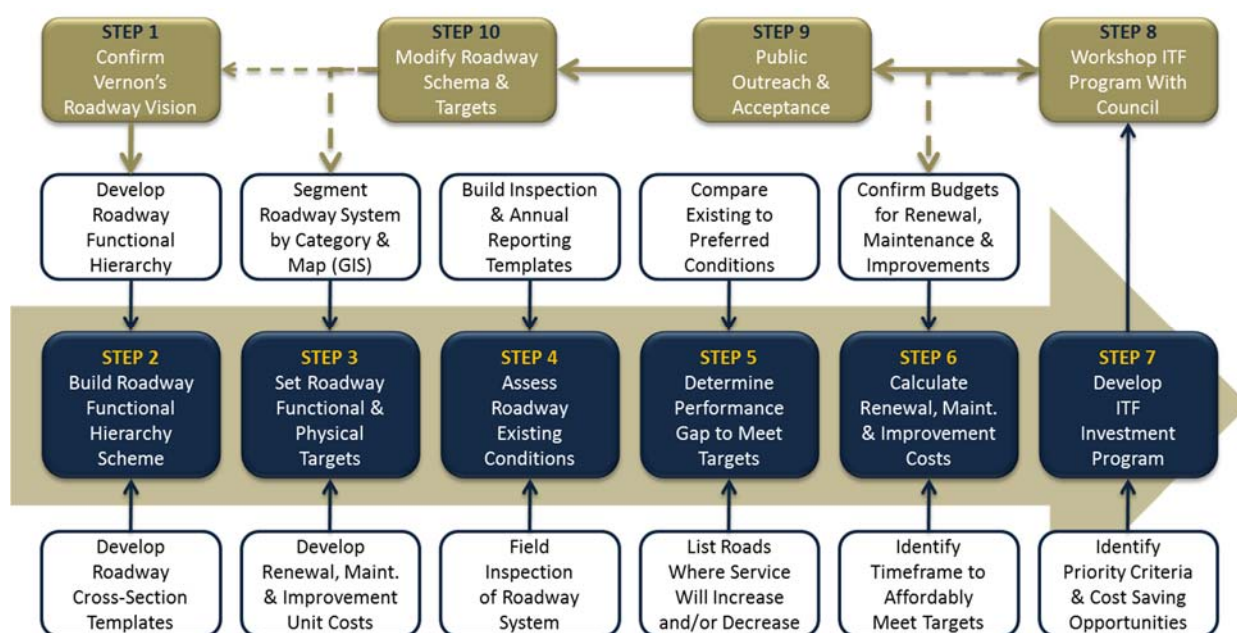 STEP 1
Confirm
Vernon's
Roadway Vision
STEP 10
Modify Roadway
Schema &
Targets
STEP 9
Public
Outreach &
Acceptance
STEP 8
Workshop ITF
Program With
Council
Develop
Roadway
Functional
Hierarchy
Segment
Roadway System
by Category &
Map (GIS)
Build Inspection
& Annual
Reporting
Templates
Compare
Existing to
Preferred
Conditions
Confirm Budgets
for Renewal,
Maintenance &
Improvements
STEP 2
Build Roadway
Functional
Hierarchy
Scheme
STEP 3
Set Roadway
Functional &
Physical
Targets
STEP 4
Assess
Roadway
Existing
Conditions
STEP 5
Determine
Performance
Gap to Meet
Targets
STEP 6
Calculate
Renewal, Maint.
& Improvement
Costs
STEP 7
Develop
ITF
Investment
Program
Develop
Roadway
Cross-Section
Templates
Develop
Renewal, Maint.
& Improvement
Unit Costs
Field
Inspection
of Roadway
System
List Roads
Where Service
Will Increase
and/or Decrease
Identify
Timeframe to
Affordably
Meet Targets
Identify
Priority Criteria
& Cost Saving
Opportunities